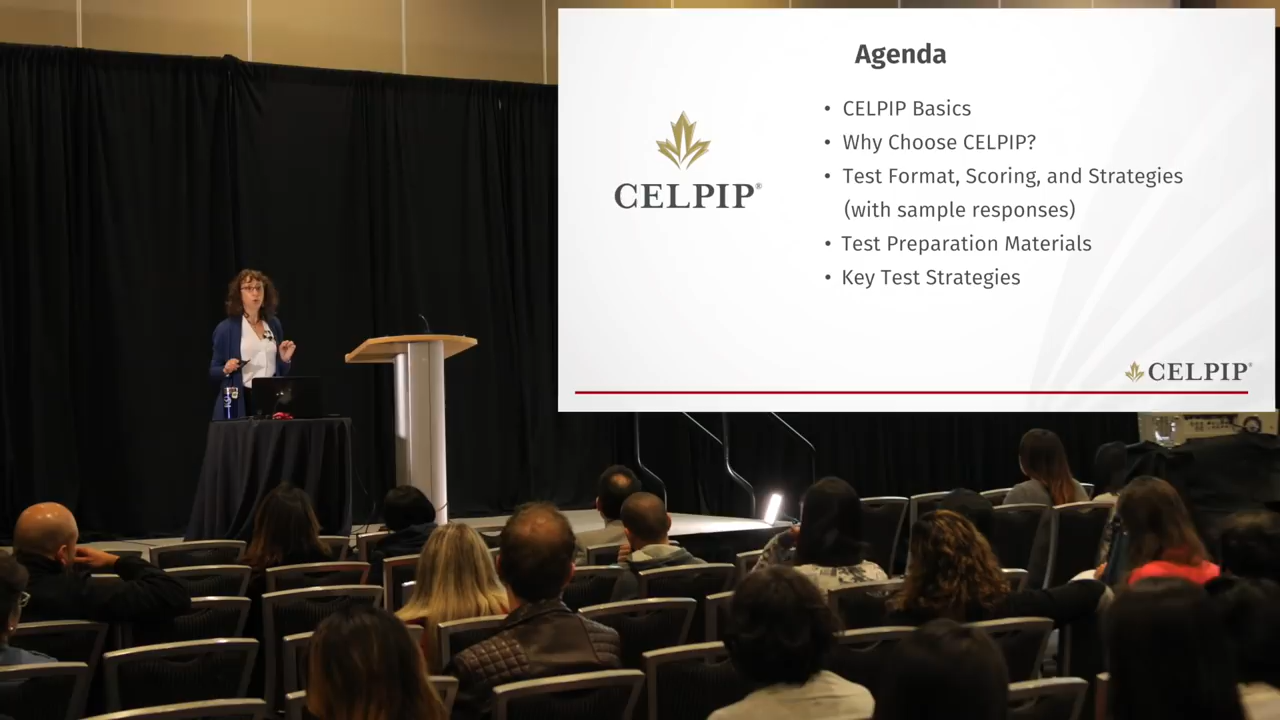 Agenda
CELPIP®
• CELPIP Basics
• Why Choose CELPIP?
• Test Format, Scoring, and Strategies
(with sample responses)
• Test Preparation Materials
• Key Test Strategies
CELPIP®